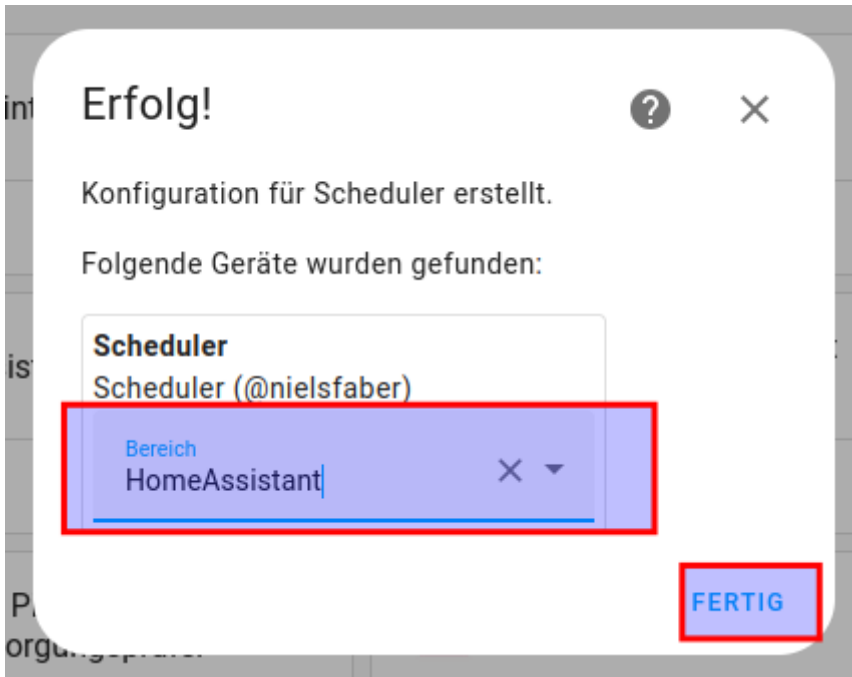 Erfolg!
Konfiguration für Scheduler erstellt.
Folgende Geräte wurden gefunden:
Scheduler
Scheduler (@nielsfaber)
Bereich
HomeAssistant
FERTIG